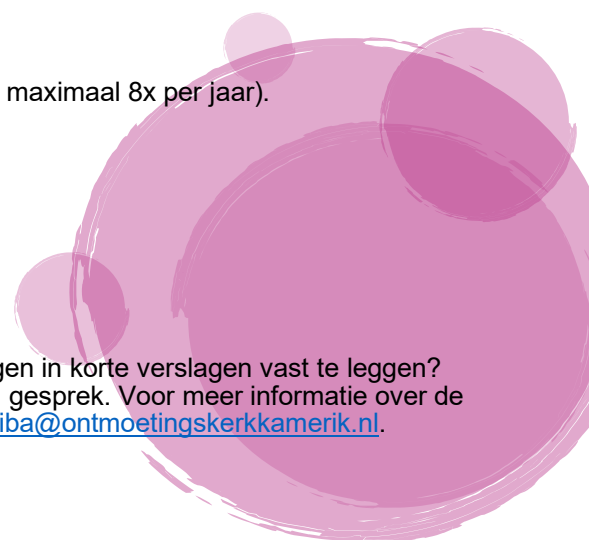 maximaal 8x per jaar).
gen in korte verslagen vast te leggen?
gesprek. Voor meer informatie over de
iba@ontmoetingskerkkamerik.nl.